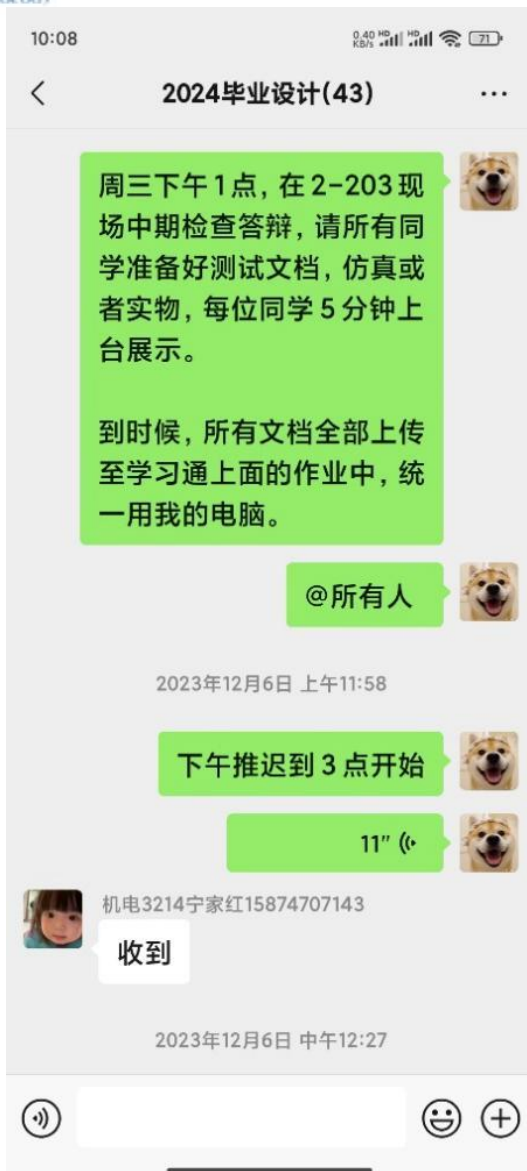 10:08
0.40 KB/s HD HD 71
2024毕业设计(43)
周三下午1点，在2-203现
场中期检查答辩，请所有同
学准备好测试文档，仿真或
者实物，每位同学5分钟上
台展示。
到时候，所有文档全部上传
至学习通上面的作业中，统
一用我的电脑。
@所有人
2023年12月6日 上午11:58
下午推迟到3点开始
11"
机电3214宁家红15874707143
收到
2023年12月6日 中午12:27